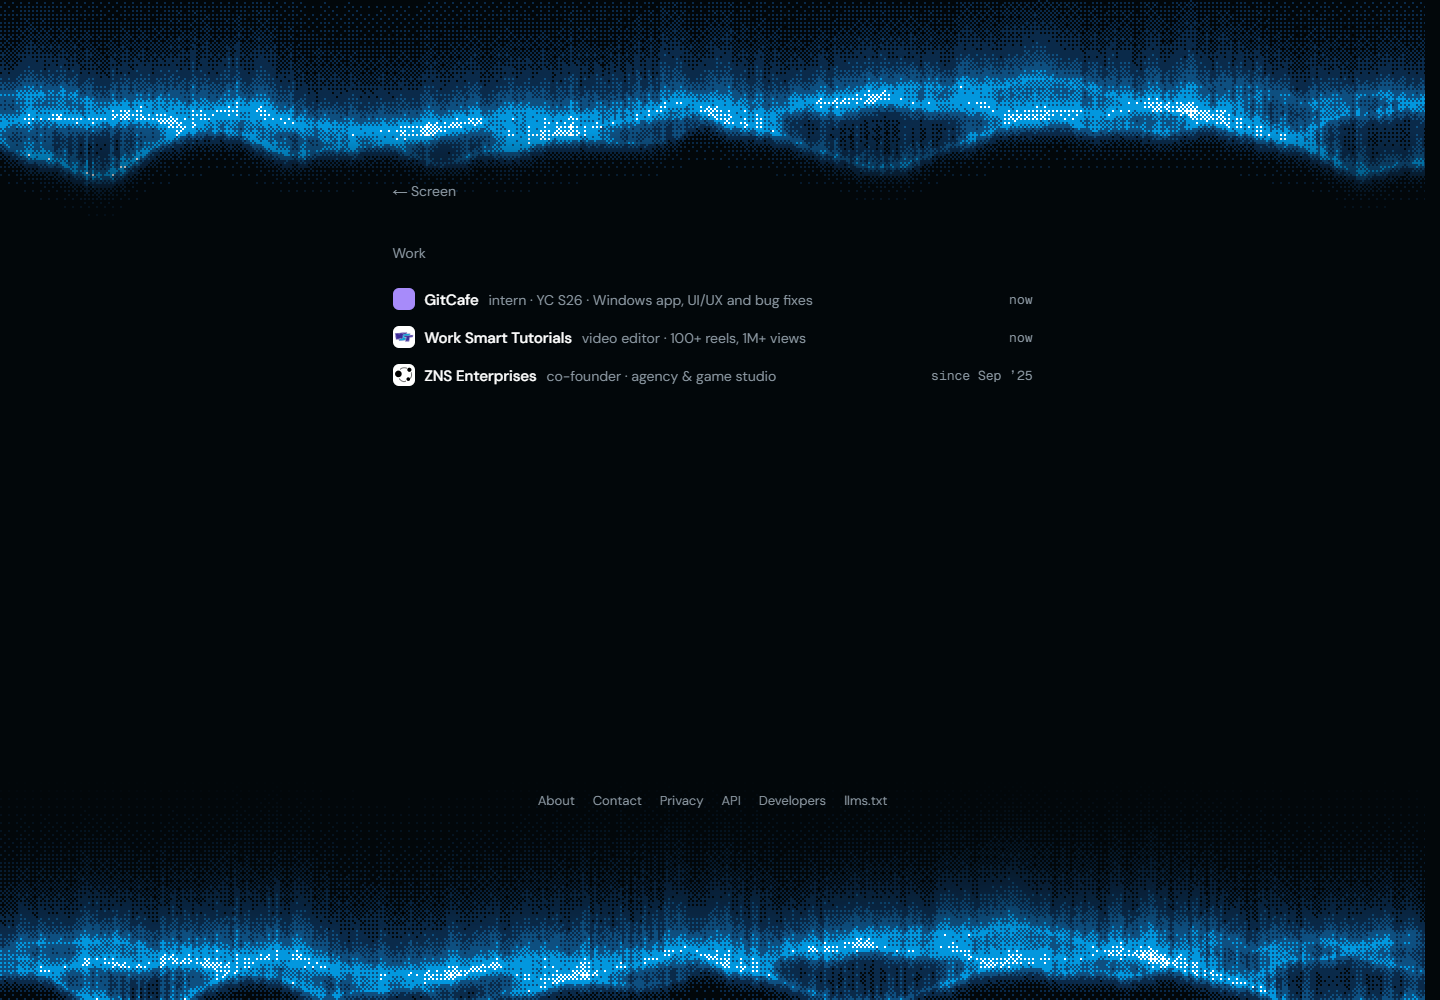 ← Screen
Work
GitCafe intern · YC S26 · Windows app, UI/UX and bug fixes now
Work Smart Tutorials video editor · 100+ reels, 1M+ views now
ZNS Enterprises co-founder · agency & game studio since Sep '25
About Contact Privacy API Developers llms.txt